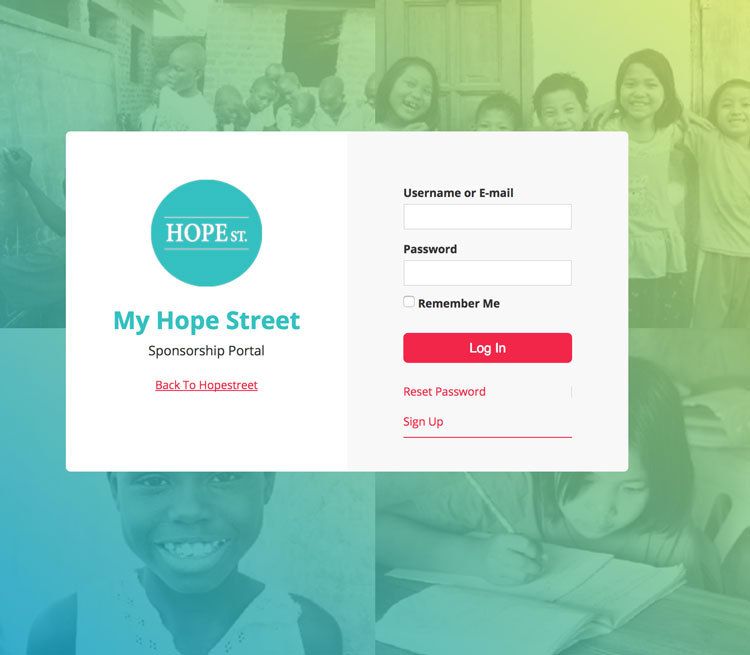 HOPE ST.
My Hope Street
Sponsorship Portal
Back To Hopestreet
Username or E-mail
Password
Remember Me
Log In
Reset Password
Sign Up